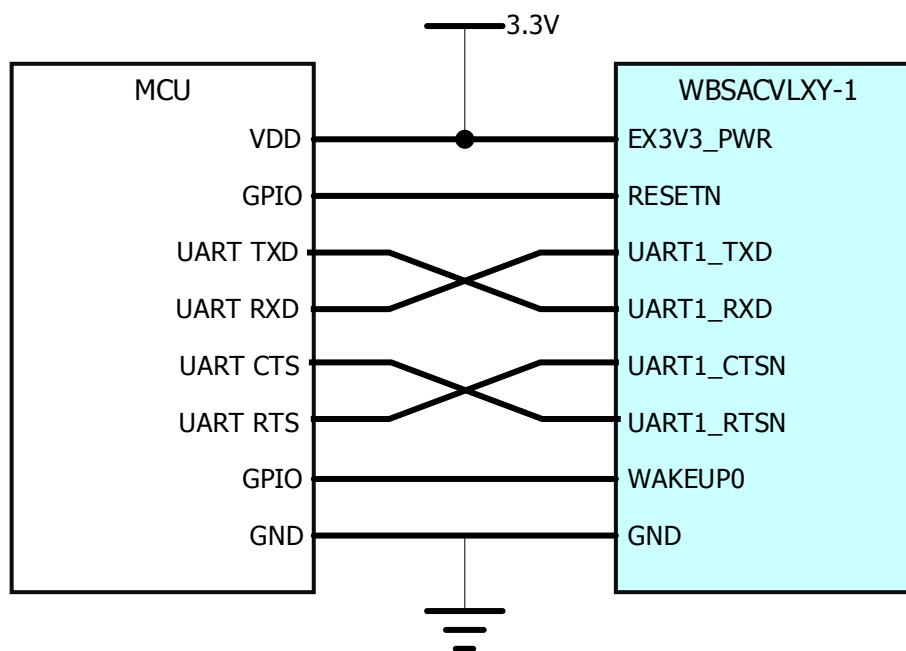 3.3V
MCU
WBSACVLXY-1
VDD
EX3V3_PWR
GPIO
RESETN
UART TXD
UART1_TXD
UART RXD
UART1_RXD
UART CTS
UART1_CTSN
UART RTS
UART1_RTSN
GPIO
WAKEUP0
GND
GND